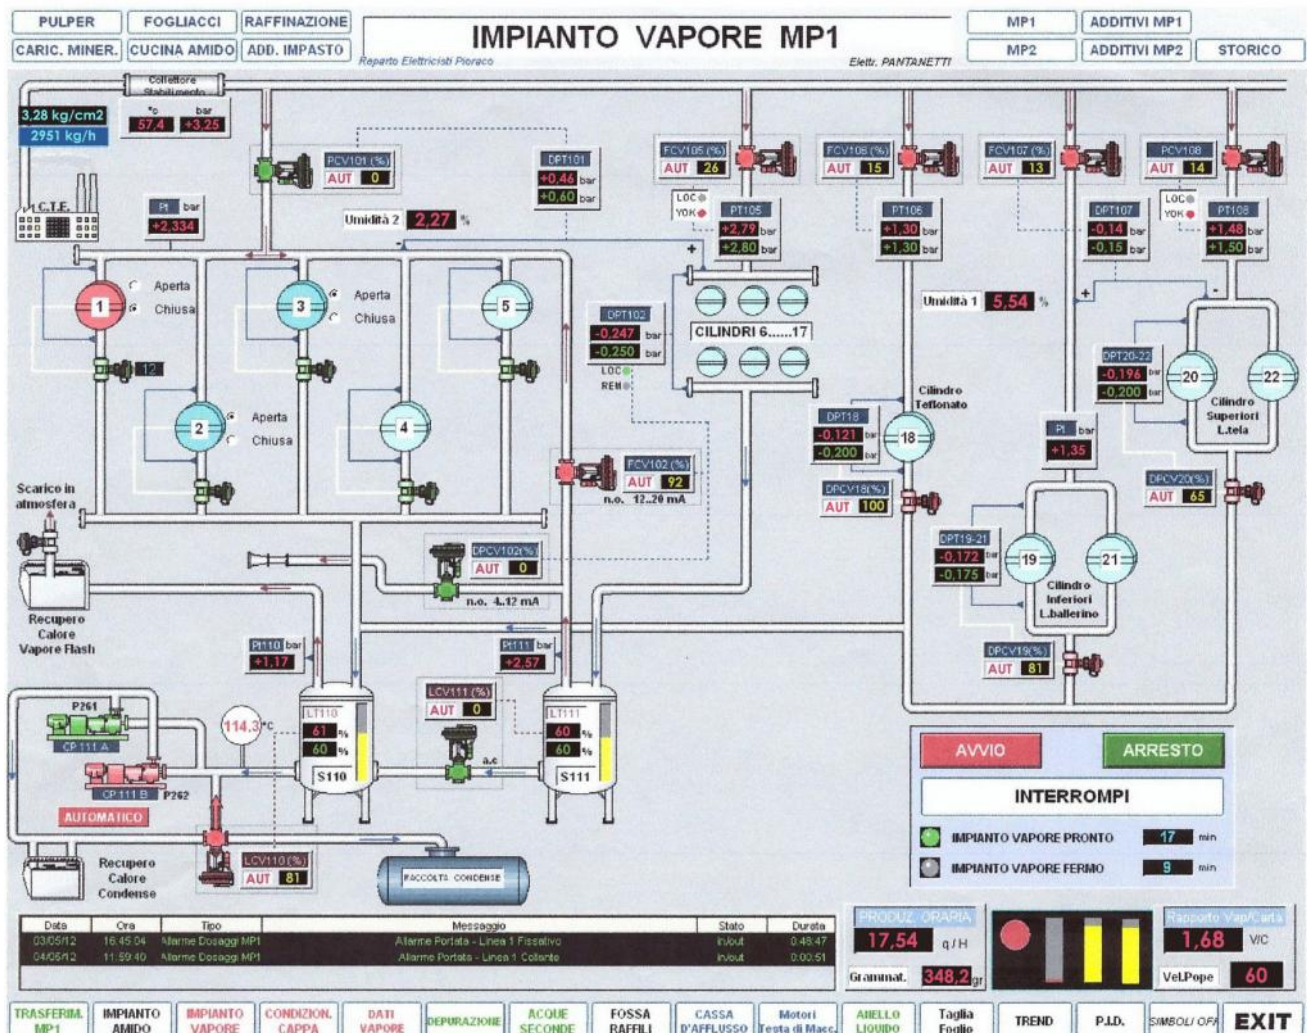 PULPER
FOGLIACCI
RAFFINAZIONE
CARIC. MINER.
CUCINA AMIDO
ADD. IMPASTO
IMPIANTO VAPORE MP1
Reparto Elettricisti Pioraco
Elettr. PANTANETTI
MP1
ADDITIVI MP1
MP2
ADDITIVI MP2
STORICO
Collettore
Stabilimento
3,28 kg/cm2
2951 kg/h
°c bar
57,4 +3,25
C.T.E.
Pt bar
+2,334
PCV101 (%)
AUT 0
Umidità 2 2,27 %
DPT101
+0,46 bar
+0,60 bar
FCV105 (%)
AUT 26
LOC
YOK
PT105
+2,79 bar
+2,80 bar
FCV106 (%)
AUT 15
PT106
+1,30 bar
+1,30 bar
FCV107 (%)
AUT 13
DPT107
-0,14 bar
-0,15 bar
PCV108
AUT 14
LOC
YOK
PT108
+1,48 bar
+1,50 bar
1
Aperta
Chiusa
12
3
Aperta
Chiusa
5
2
Aperta
Chiusa
4
- +
DPT102
-0,247 bar
-0,250 bar
LOC
REM
CILINDRI 6......17
Umidità 1 5,54 %
+ -
DPT20-22
-0,196 bar
-0,200 bar
20
22
Cilindro
Superiori
L.tela
Cilindro
Teflonato
DPT18
-0,121 bar
-0,200 bar
18
DPCV18(%)
AUT 100
Pt bar
+1,35
DPCV20(%)
AUT 65
FCV102 (%)
AUT 92
n.o. 12..20 mA
Scarico in
atmosfera
Recupero
Calore
Vapore Flash
DPCV102(%)
AUT 0
n.o. 4..12 mA
DPT19-21
-0,172 bar
-0,175 bar
19
21
Cilindro
Inferiori
L.ballerino
DPCV19(%)
AUT 81
Pt110 bar
+1,17
Pt111 bar
+2,57
P261
CP 111 A
CP 111 B
P262
AUTOMATICO
114,3 °C
LT110
61 %
60 %
S110
LCV111 (%)
AUT 0
a.c
LT111
60 %
60 %
S111
LCV110 (%)
AUT 81
Recupero
Calore
Condense
RACCOLTA CONDENSE
AVVIO
ARRESTO
INTERROMPI
IMPIANTO VAPORE PRONTO 17 min
IMPIANTO VAPORE FERMO 9 min
Data Ora Tipo Messaggio Stato Durata
03/05/12 16:45:04 Allarme Dosaggi MP1 Allarme Portata - Linea 1 Fissativo in/out 0:48:47
04/05/12 11:59:40 Allarme Dosaggi MP1 Allarme Portata - Linea 1 Collante in/out 0:00:51
PRODUZ. ORARIA
17,54 q / H
Grammat. 348,2 gr
Rapporto Vap/Carta
1,68 V/C
Vel.Pope 60
TRASFERIM. MP1
IMPIANTO AMIDO
IMPIANTO VAPORE
CONDIZION. CAPPA
DATI VAPORE
DEPURAZIONE
ACQUE SECONDE
FOSSA RAFFILI
CASSA D'AFFLUSSO
Motori Testa di Macc.
ANELLO LIQUIDO
Taglia Foglio
TREND
P.I.D.
SIMBOLI OFF
EXIT